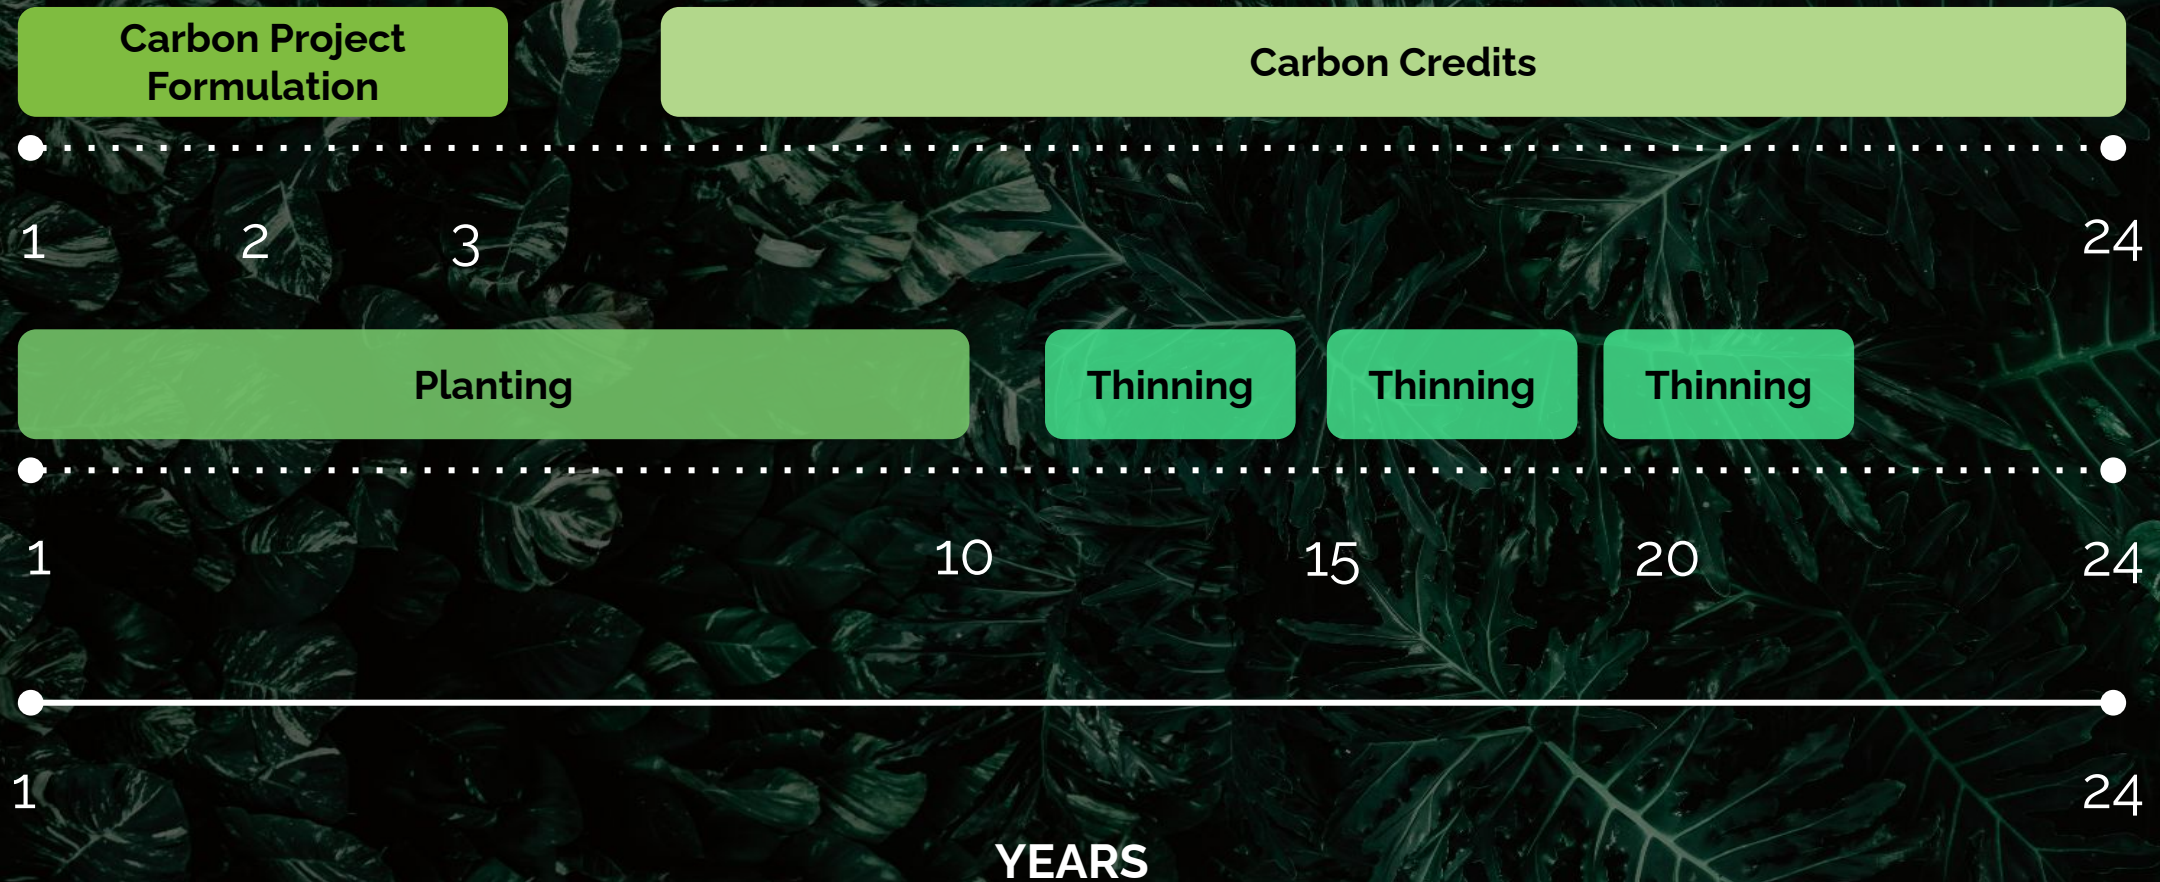 Carbon Project
Formulation
Carbon Credits
1 2 3 24
Planting
Thinning
Thinning
Thinning
1 10 15 20 24
1 24
YEARS